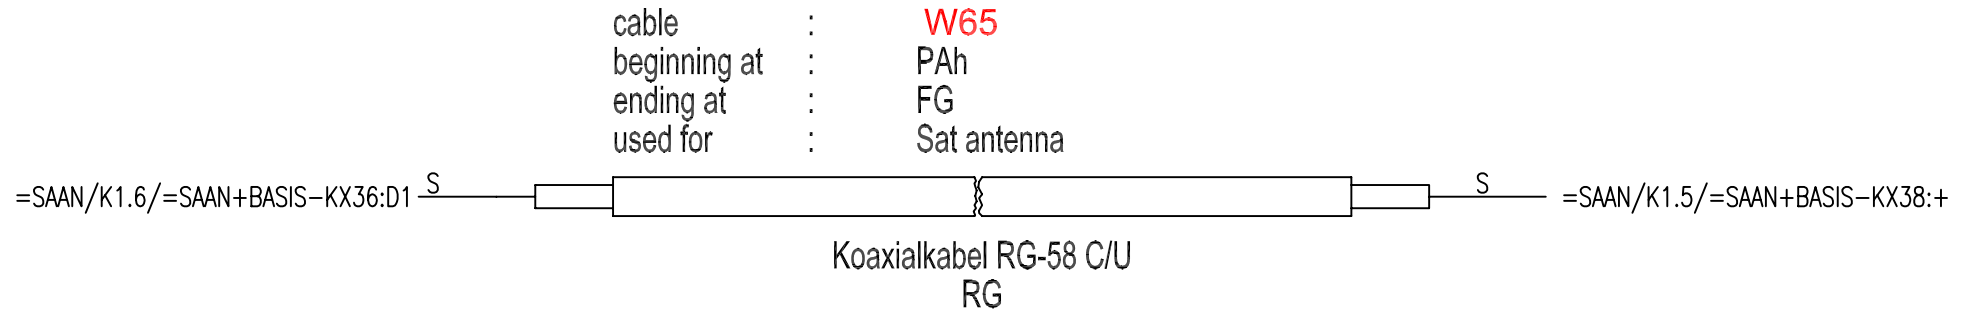 cable : W65
beginning at : PAh
ending at : FG
used for : Sat antenna
=SAAN/K1.6/=SAAN+BASIS-KX36:D1 S S =SAAN/K1.5/=SAAN+BASIS-KX38:+
Koaxialkabel RG-58 C/U
RG